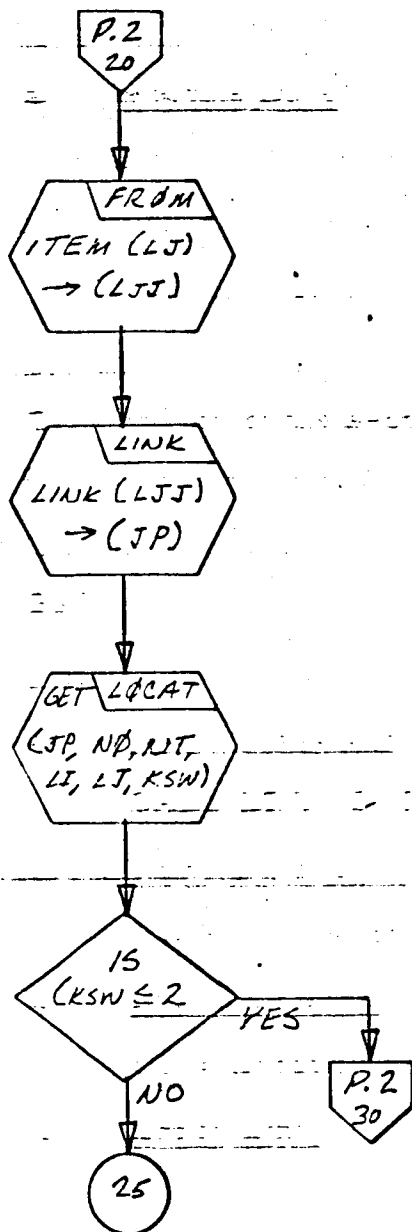 P.2
20
FRØM
ITEM (LJ)
→ (LJJ)
LINK
LINK (LJJ)
→ (JP)
GET LØCAT
(JP, NØ, NIT,
LI, LJ, KSW)
IS
(KSW ≤ 2
YES
NO
P.2
30
25